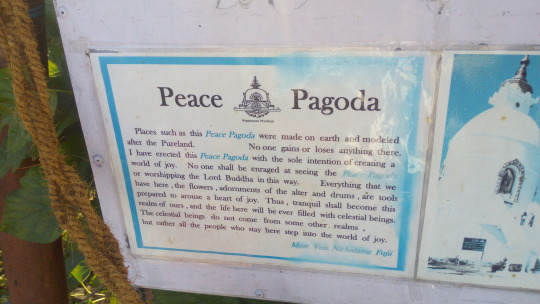 Peace Pagoda
Places such as this Peace Pagoda were made on earth and modeled
after the Pureland. No one gains or loses anything there.
I have erected this Peace Pagoda with the sole intention of creating a
world of joy. No one shall be enraged at seeing the Peace Pagoda
or worshipping the Lord Buddha in this way. Everything that we
have here, the flowers, adornments of the alter and drums, are tools
prepared to arouse a heart of joy. Thus, tranquil shall become this
realm of ours, and the life here will be ever filled with celestial beings.
The celestial beings do not come from some other realms,
but rather all the people who stay here step into the world of joy.
Most Ven. Nichidatsu Fujii